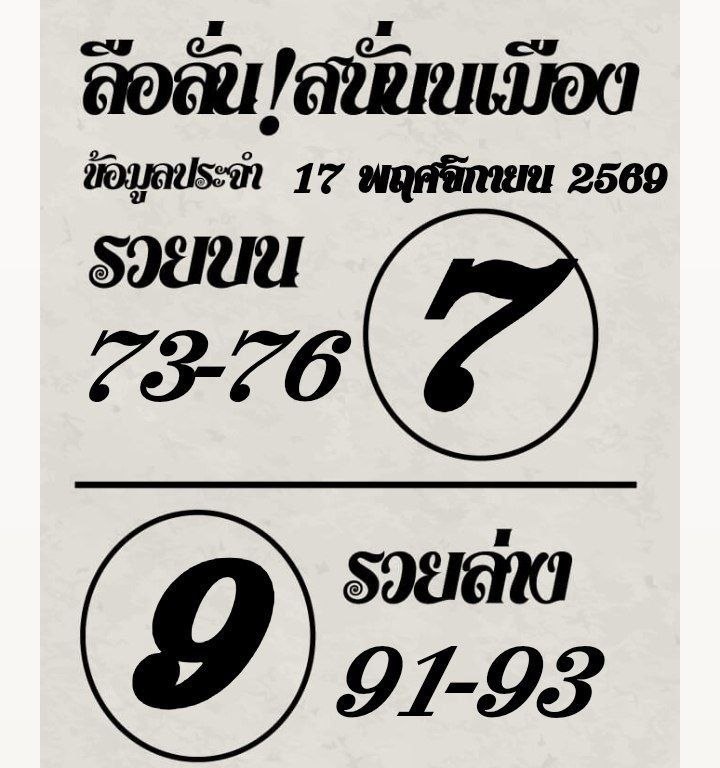 ลือลั่น!สนั่นนเมือง
ข้อมูลประจำ 17 พฤศจิกายน 2569
รวยบน
73-76
7
9
รวยล่าง
91-93